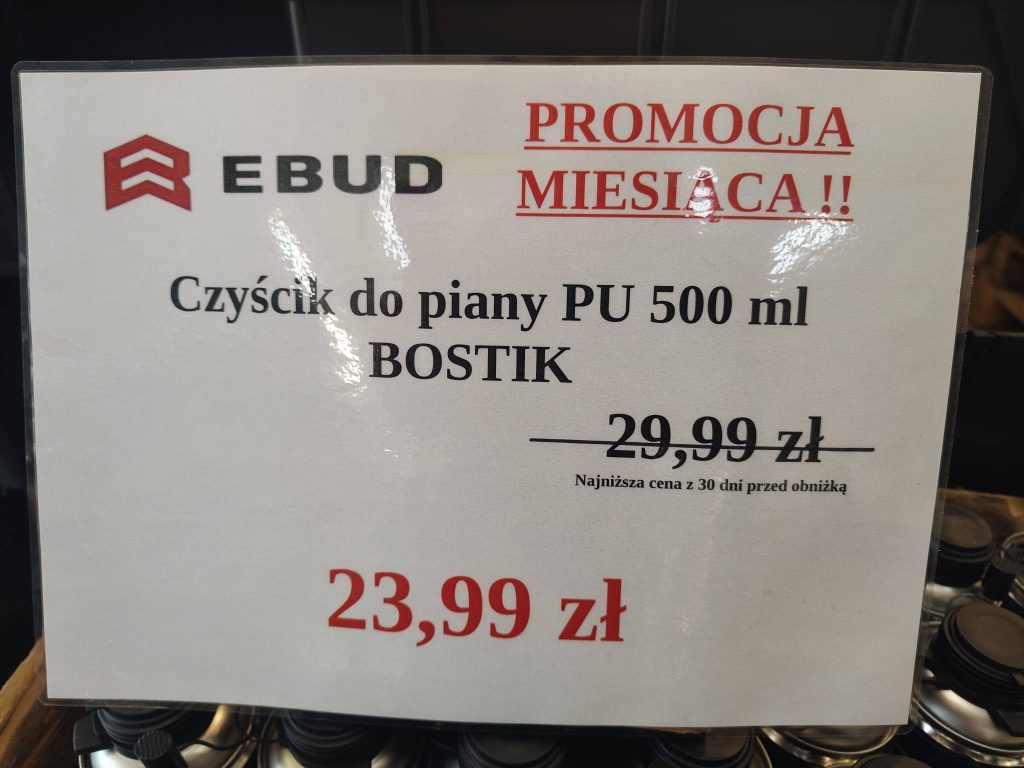 EBUD
PROMOCJA
MIESIĄCA !!
Czyścik do piany PU 500 ml
BOSTIK
29,99 zł
Najniższa cena z 30 dni przed obniżką
23,99 zł